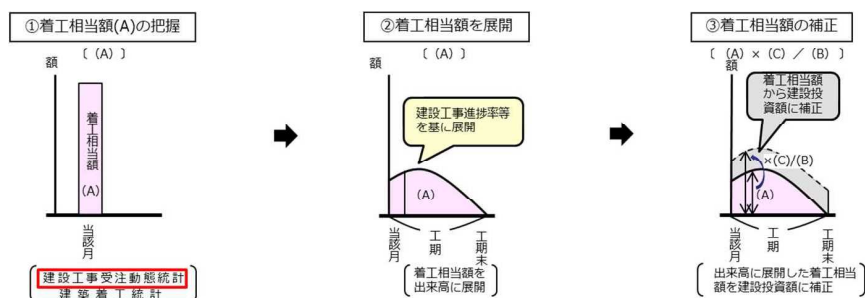 ①着工相当額(A)の把握
〔（A）〕
額
着工相当額
（A）
当該月
建設工事受注動態統計
建築着工統計
②着工相当額を展開
〔（A）〕
額
建設工事進捗率等
を基に展開
（A）
当該月
工期
工期末
着工相当額を
出来高に展開
③着工相当額の補正
〔（A）×（C）／（B）〕
額
着工相当額
から建設投
資額に補正
×(C)/(B)
（A）
当該月
工期
工期末
出来高に展開した着工相当
額を建設投資額に補正